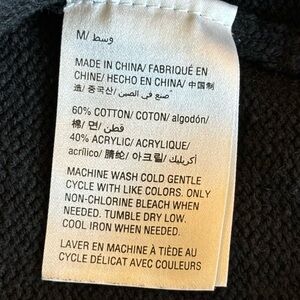 M/ وسط
MADE IN CHINA/ FABRIQUÉ EN
CHINE/ HECHO EN CHINA/ 中国制
造/ 중국산/ صنع في الصين
60% COTTON/ COTON/ algodón/
棉/ 면/ قطن
40% ACRYLIC/ ACRYLIQUE/
acrílico/ 腈纶/ 아크릴/ أكريليك
MACHINE WASH COLD GENTLE
CYCLE WITH LIKE COLORS. ONLY
NON-CHLORINE BLEACH WHEN
NEEDED. TUMBLE DRY LOW.
COOL IRON WHEN NEEDED.
LAVER EN MACHINE À TIÈDE AU
CYCLE DÉLICAT AVEC COULEURS